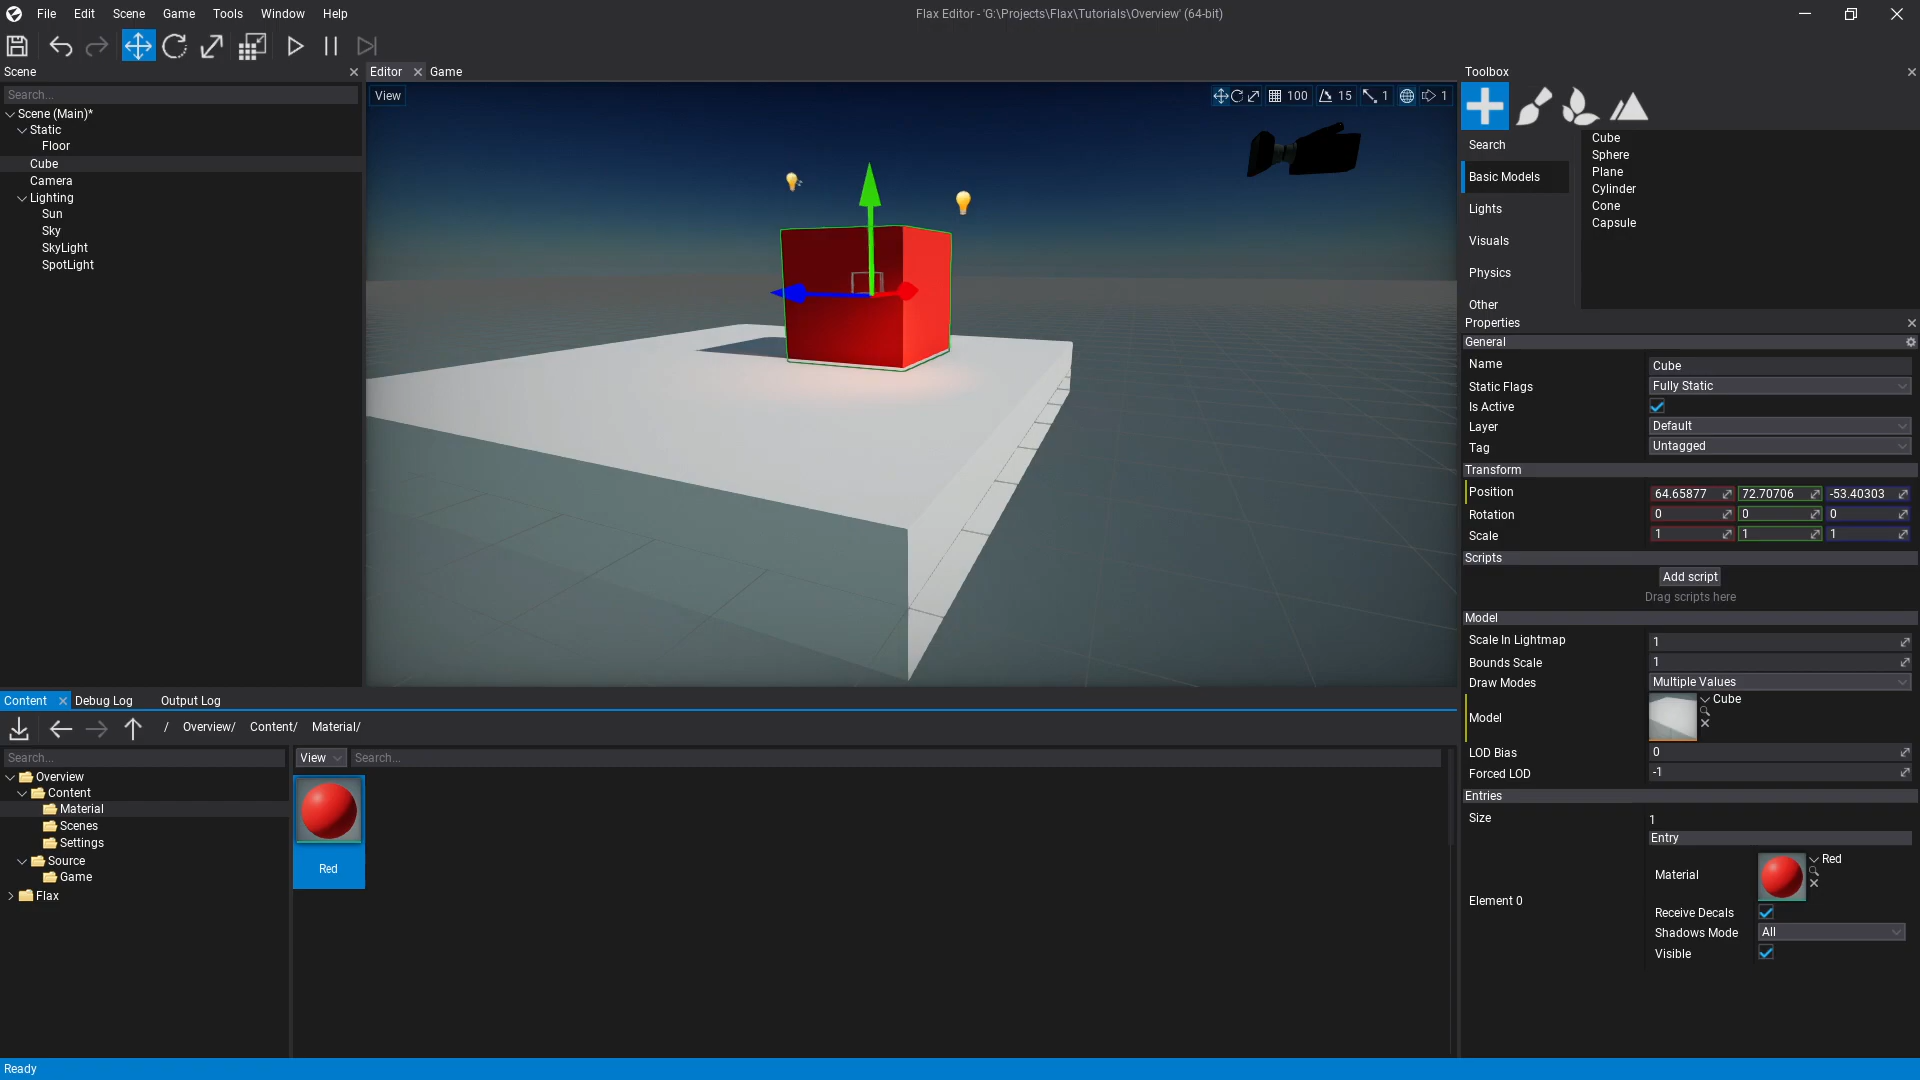 File Edit Scene Game Tools Window Help
Flax Editor - 'G:\Projects\Flax\Tutorials\Overview' (64-bit)
Scene
Search...
Scene (Main)*
Static
Floor
Cube
Camera
Lighting
Sun
Sky
SkyLight
SpotLight
Editor Game
View
100 15 1 1
Toolbox
Search
Basic Models
Lights
Visuals
Physics
Other
Cube
Sphere
Plane
Cylinder
Cone
Capsule
Properties
General
Name Cube
Static Flags Fully Static
Is Active
Layer Default
Tag Untagged
Transform
Position 64.65877 72.70706 -53.40303
Rotation 0 0 0
Scale 1 1 1
Scripts
Add script
Drag scripts here
Model
Scale In Lightmap 1
Bounds Scale 1
Draw Modes Multiple Values
Model Cube
LOD Bias 0
Forced LOD -1
Entries
Size 1
Entry
Element 0
Material Red
Receive Decals
Shadows Mode All
Visible
Content Debug Log Output Log
/ Overview/ Content/ Material/
Search...
Overview
Content
Material
Scenes
Settings
Source
Game
Flax
View Search...
Red
Ready